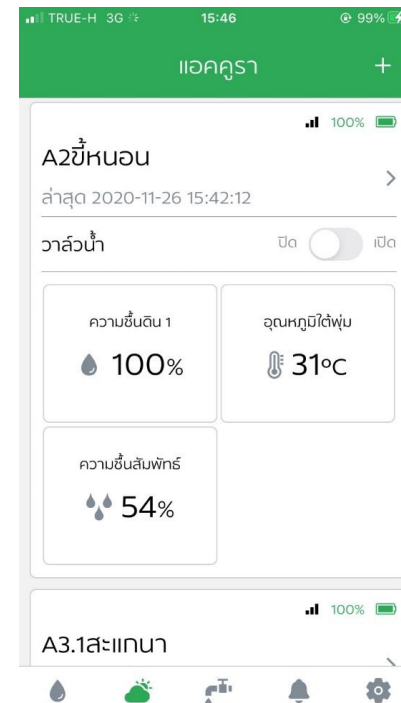 TRUE-H 3G 15:46 99%
แอคคูรา +
100%
A2ขี้หนอน
ล่าสุด 2020-11-26 15:42:12
วาล์วน้ำ ปิด เปิด
ความชื้นดิน 1 อุณหภูมิใต้พุ่ม
100% 31°C
ความชื้นสัมพัทธ์
54%
100%
A3.1สะแกนา